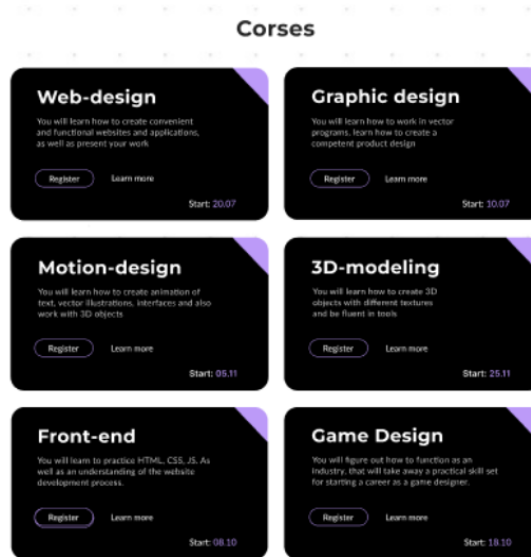 Corses
Web-design
You will learn how to create convenient
and functional websites and applications,
as well as present your work
Register Learn more
Start: 20.07
Graphic design
You will learn how to work in vector
programs, learn how to create a
competent product design
Register Learn more
Start: 10.07
Motion-design
You will learn how to create animation of
text, vector illustrations, interfaces and also
work with 3D objects
Register Learn more
Start: 05.11
3D-modeling
You will learn how to create 3D
objects with different textures
and be fluent in tools
Register Learn more
Start: 25.11
Front-end
You will learn to practice HTML, CSS, JS. As
well as an understanding of the website
development process.
Register Learn more
Start: 08.10
Game Design
You will figure out how to function as an
industry, that will take away a practical skill set
for starting a career as a game designer.
Register Learn more
Start: 18.10